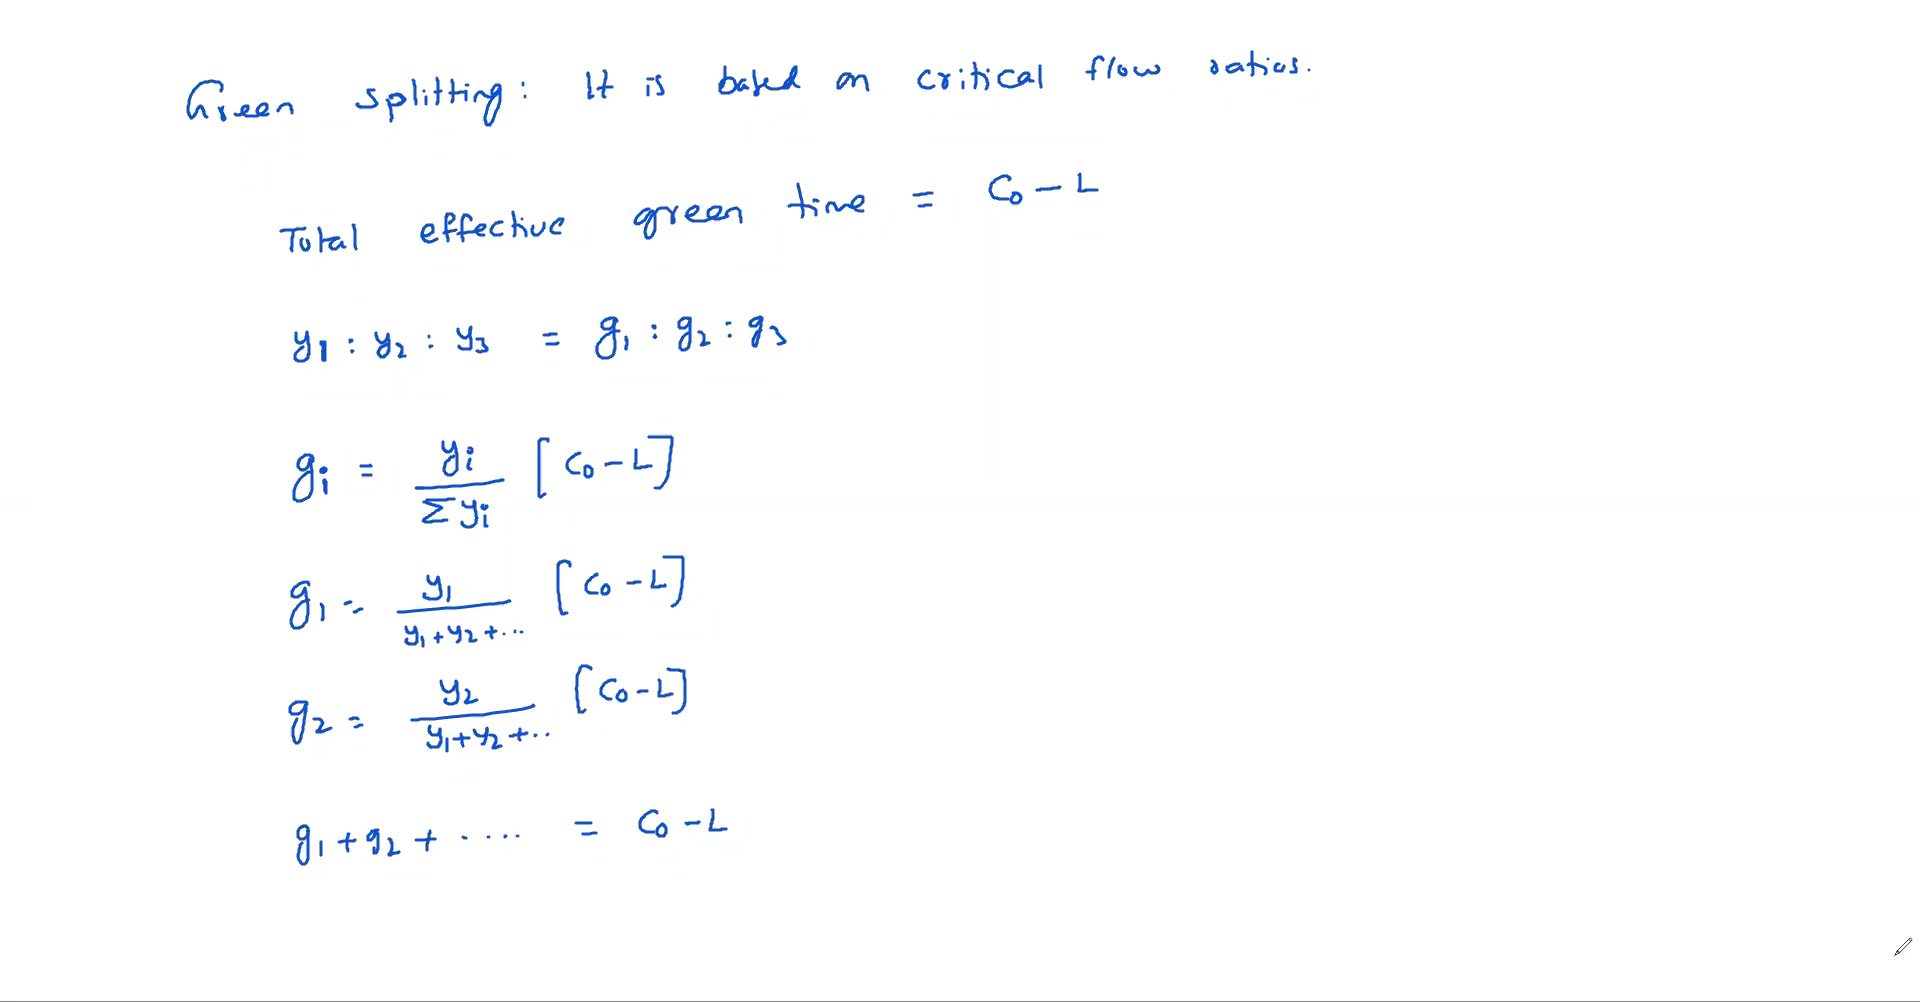 Green splitting: It is based on critical flow ratios.
Total effective green time = C₀ - L
y₁ : y₂ : y₃ = g₁ : g₂ : g₃
gᵢ = yᵢ / Σyᵢ [C₀ - L]
g₁ = y₁ / y₁+y₂+... [C₀ - L]
g₂ = y₂ / y₁+y₂+.. [C₀ - L]
g₁ + g₂ + ..... = C₀ - L